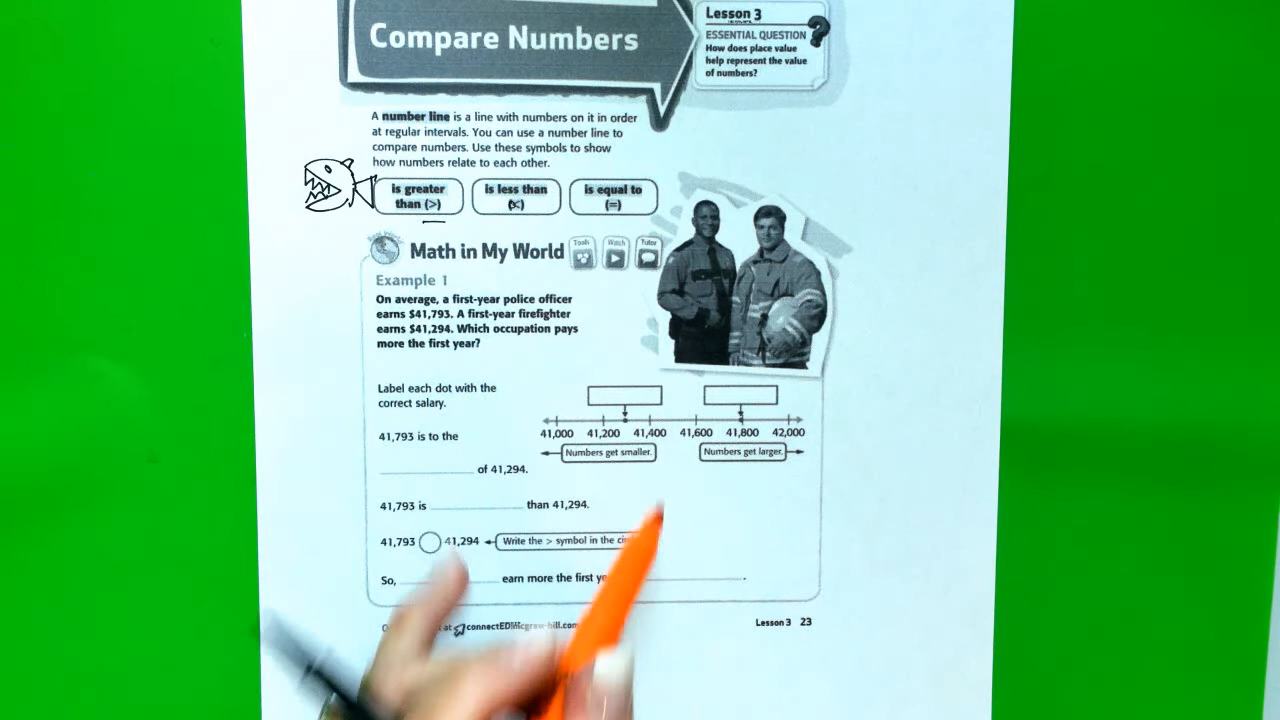 Compare Numbers
Lesson 3
ESSENTIAL QUESTION
How does place value
help represent the value
of numbers?
?
A number line is a line with numbers on it in order
at regular intervals. You can use a number line to
compare numbers. Use these symbols to show
how numbers relate to each other.
is greater
than (>)
is less than
(<)
is equal to
(=)
Math in My World
Tools
Watch
Tutor
Example 1
On average, a first-year police officer
earns $41,793. A first-year firefighter
earns $41,294. Which occupation pays
more the first year?
Label each dot with the
correct salary.
41,000 41,200 41,400 41,600 41,800 42,000
Numbers get smaller.
Numbers get larger.
41,793 is to the
of 41,294.
41,793 is than 41,294.
41,793 41,294
Write the > symbol in the
So, earn more the first
at connectED.mcgraw-hill.com
Lesson 3 23